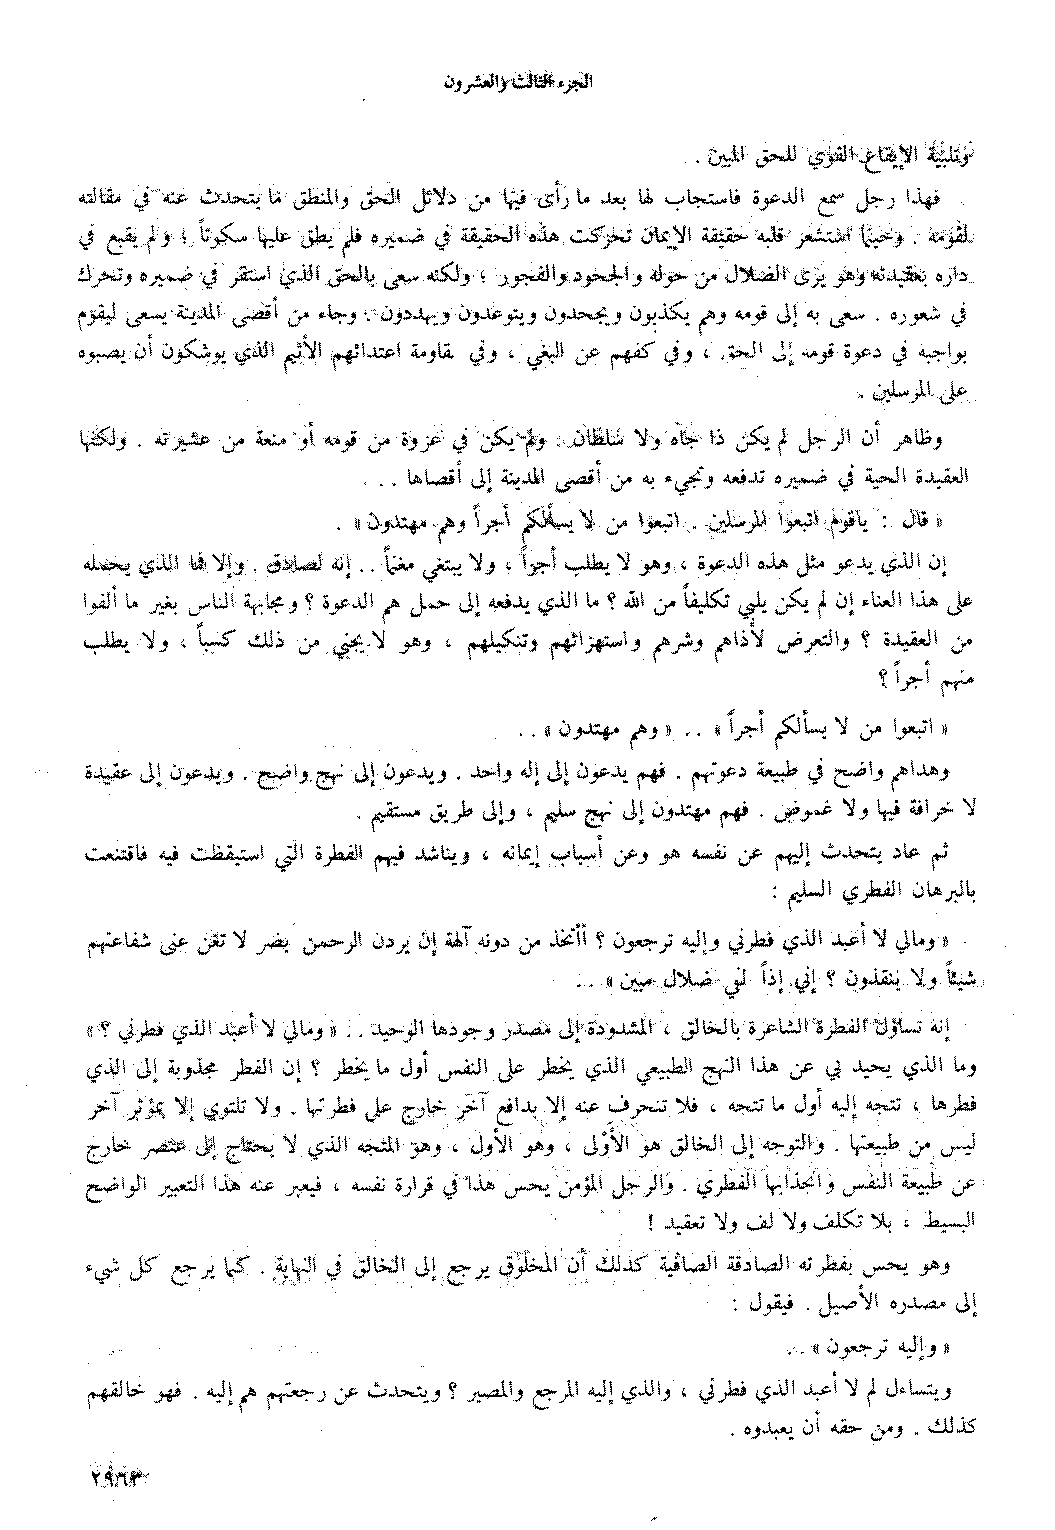 الجزء الثالث والعشرون
وتلبية الإيقاع القوي للحق المبين .
فهذا رجل سمع الدعوة فاستجاب لها بعد ما رأى فيها من دلائل الحق والمنطق ما يتحدث عنه في مقالته
لقومه . وحينما استشعر قلبه حقيقة الإيمان تحركت هذه الحقيقة في ضميره فلم يطق عليها سكوتاً ؛ ولم يقبع في
داره بعقيدته وهو يرى الضلال من حوله والجحود والفجور ؛ ولكنه سعى بالحق الذي استقر في ضميره وتحرك
في شعوره . سعى به إلى قومه وهم يكذبون ويجحدون ويتوعدون ويهددون . وجاء من أقصى المدينة يسعى ليقوم
بواجبه في دعوة قومه إلى الحق ، وفي كفهم عن البغي ، وفي مقاومة اعتدائهم الأثيم الذي يوشكون أن يصبوه
على المرسلين .
وظاهر أن الرجل لم يكن ذا جاه ولا سلطان . ولم يكن في عزوة من قومه أو منعة من عشيرته . ولكنها
العقيدة الحية في ضميره تدفعه وتجيء به من أقصى المدينة إلى أقصاها . . .
« قال : ياقوم اتبعوا المرسلين . اتبعوا من لا يسألكم أجراً وهم مهتدون » .
إن الذي يدعو مثل هذه الدعوة ، وهو لا يطلب أجراً ، ولا يبتغي مغنماً .. إنه لصادق . وإلا فما الذي يحمله
على هذا العناء إن لم يكن يلبي تكليفاً من الله ؟ ما الذي يدفعه إلى حمل هم الدعوة ؟ ومجابهة الناس بغير ما ألفوا
من العقيدة ؟ والتعرض لأذاهم وشرهم واستهزائهم وتنكيلهم ، وهو لا يجني من ذلك كسباً ، ولا يطلب
منهم أجراً ؟
« اتبعوا من لا يسألكم أجراً » .. « وهم مهتدون » ..
وهداهم واضح في طبيعة دعوتهم . فهم يدعون إلى إله واحد . ويدعون إلى نهج واضح . ويدعون إلى عقيدة
لا خرافة فيها ولا غموض . فهم مهتدون إلى نهج سليم ، وإلى طريق مستقيم .
ثم عاد يتحدث إليهم عن نفسه هو وعن أسباب إيمانه ، ويناشد فيهم الفطرة التي استيقظت فيه فاقتنعت
بالبرهان الفطري السليم :
« ومالي لا أعبد الذي فطرني وإليه ترجعون ؟ أأتخذ من دونه آلهة إن يردن الرحمن بضر لا تغن عني شفاعتهم
شيئاً ولا ينقذون ؟ إني إذاً لفي ضلال مبين » ..
إنه تساؤل الفطرة الشاعرة بالخالق ، المشدودة إلى مصدر وجودها الوحيد .. « ومالي لا أعبد الذي فطرني ؟ »
وما الذي يحيد بي عن هذا النهج الطبيعي الذي يخطر على النفس أول ما يخطر ؟ إن الفطر مجذوبة إلى الذي
فطرها ، تتجه إليه أول ما تتجه ، فلا تنحرف عنه إلا بدافع آخر خارج على فطرتها . ولا تلتوي إلا بمؤثر آخر
ليس من طبيعتها . والتوجه إلى الخالق هو الأَوْلى ، وهو الأول ، وهو المتجه الذي لا يحتاج إلى عنصر خارج
عن طبيعة النفس وانجذابها الفطري . والرجل المؤمن يحس هذا في قرارة نفسه ، فيعبر عنه هذا التعبير الواضح
البسيط ، بلا تكلف ولا لف ولا تعقيد !
وهو يحس بفطرته الصادقة الصافية كذلك أن المخلوق يرجع إلى الخالق في النهاية . كما يرجع كل شيء
إلى مصدره الأصيل . فيقول :
« وإليه ترجعون » ..
ويتساءل لم لا أعبد الذي فطرني ، والذي إليه المرجع والمصير ؟ ويتحدث عن رجعتهم هم إليه . فهو خالقهم
كذلك . ومن حقه أن يعبدوه .
٢٩٦٣